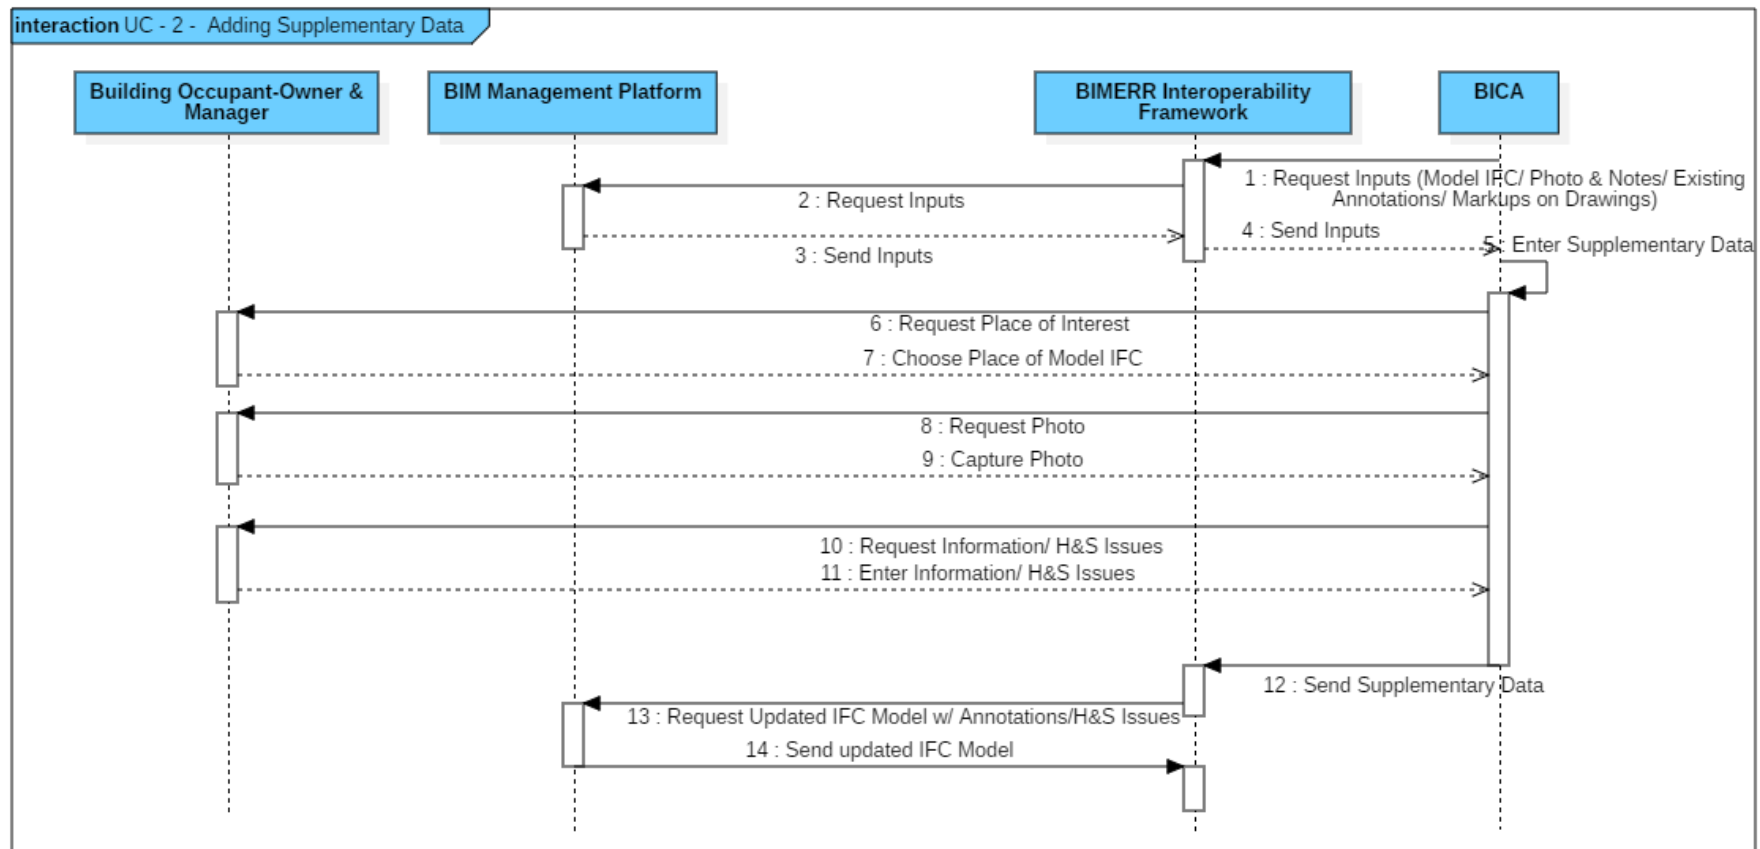 interaction UC - 2 -  Adding Supplementary Data
Building Occupant-Owner &
Manager
BIM Management Platform
BIMERR Interoperability
Framework
BICA
1 : Request Inputs (Model IFC/ Photo & Notes/ Existing
Annotations/ Markups on Drawings)
2 : Request Inputs
3 : Send Inputs
4 : Send Inputs
5 : Enter Supplementary Data
6 : Request Place of Interest
7 : Choose Place of Model IFC
8 : Request Photo
9 : Capture Photo
10 : Request Information/ H&S Issues
11 : Enter Information/ H&S Issues
12 : Send Supplementary Data
13 : Request Updated IFC Model w/ Annotations/H&S Issues
14 : Send updated IFC Model